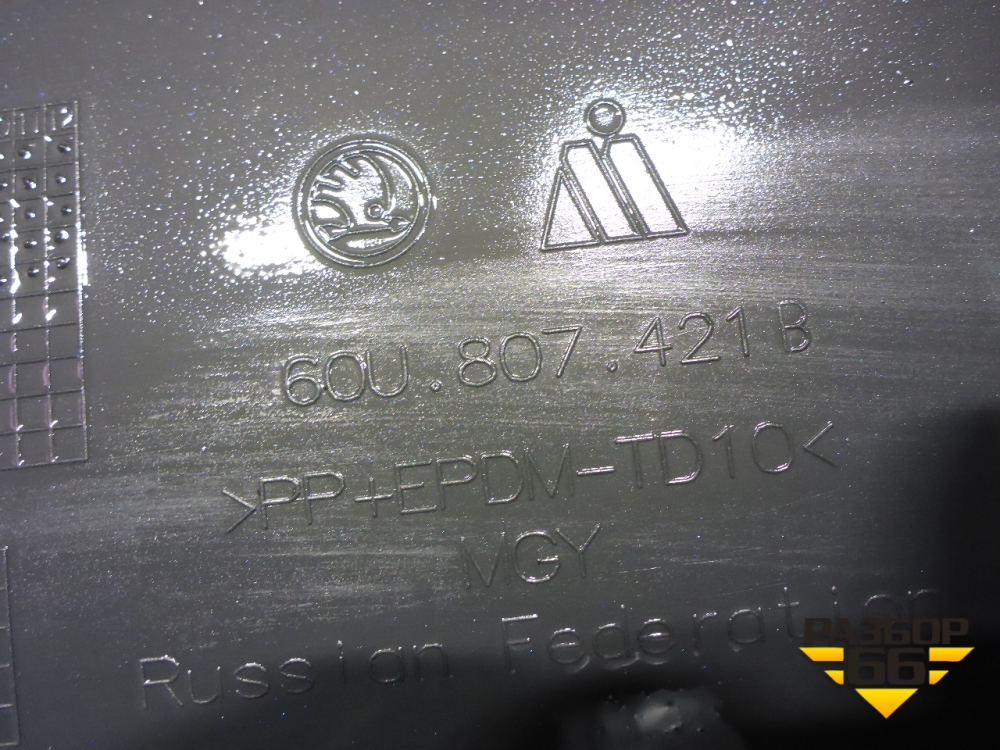 60U.807.421 B
>PP+EPDM-TD10<
MGY
Russian Federation
РАЗБОР
66